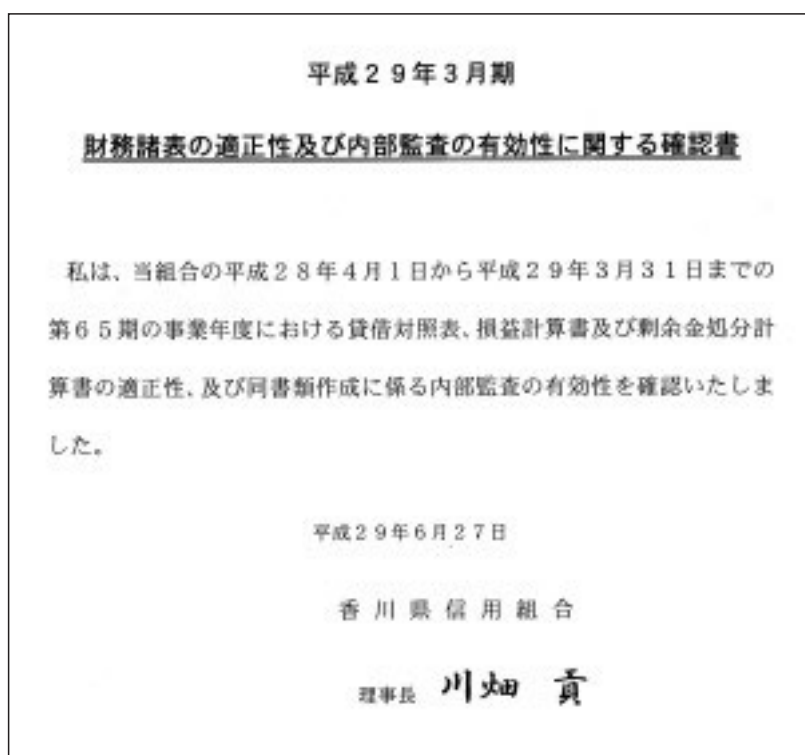 平成２９年３月期
財務諸表の適正性及び内部監査の有効性に関する確認書
私は、当組合の平成２８年４月１日から平成２９年３月３１日までの
第６５期の事業年度における貸借対照表、損益計算書及び剰余金処分計
算書の適正性、及び同書類作成に係る内部監査の有効性を確認いたしま
した。
平成２９年６月２７日
香川県信用組合
理事長 川畑 貢